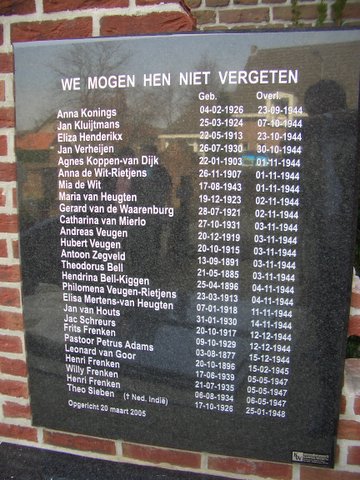 WE MOGEN HEN NIET VERGETEN
Geb. Overl.
Anna Konings 04-02-1926 23-09-1944
Jan Kluijtmans 25-03-1924 07-10-1944
Eliza Henderikx 22-05-1913 23-10-1944
Jan Verheijen 26-07-1930 30-10-1944
Agnes Koppen-van Dijk 22-01-1903 01-11-1944
Anna de Wit-Rietjens 26-11-1907 01-11-1944
Mia de Wit 17-08-1943 01-11-1944
Maria van Heugten 19-12-1923 02-11-1944
Gerard van de Waarenburg 28-07-1921 02-11-1944
Catharina van Mierlo 27-10-1931 03-11-1944
Andreas Veugen 20-12-1919 03-11-1944
Hubert Veugen 20-10-1915 03-11-1944
Antoon Zegveld 13-09-1891 03-11-1944
Theodorus Bell 21-05-1885 03-11-1944
Hendrina Bell-Kiggen 25-04-1896 03-11-1944
Philomena Veugen-Rietjens 23-03-1913 04-11-1944
Elisa Mertens-van Heugten 07-01-1918 11-11-1944
Jan van Houts 31-01-1930 14-11-1944
Jac Schreurs 20-10-1917 12-12-1944
Frits Frenken 09-10-1929 12-12-1944
Pastoor Petrus Adams 03-08-1877 15-12-1944
Leonard van Goor 20-10-1896 15-02-1945
Henri Frenken 17-06-1939 05-05-1947
Willy Frenken 21-07-1935 05-05-1947
Henri Frenken 06-08-1934 06-05-1947
Theo Sieben († Ned. Indië) 17-10-1926 25-01-1948
Opgericht 20 maart 2005